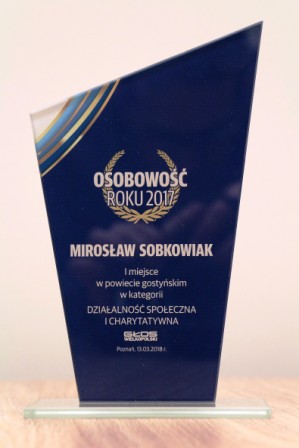 OSOBOWOŚĆ
ROKU 2017
MIROSŁAW SOBKOWIAK
I miejsce
w powiecie gostyńskim
w kategorii
DZIAŁALNOŚĆ SPOŁECZNA
I CHARYTATYWNA
GŁOS
WIELKOPOLSKI
Poznań, 13.03.2018 r.